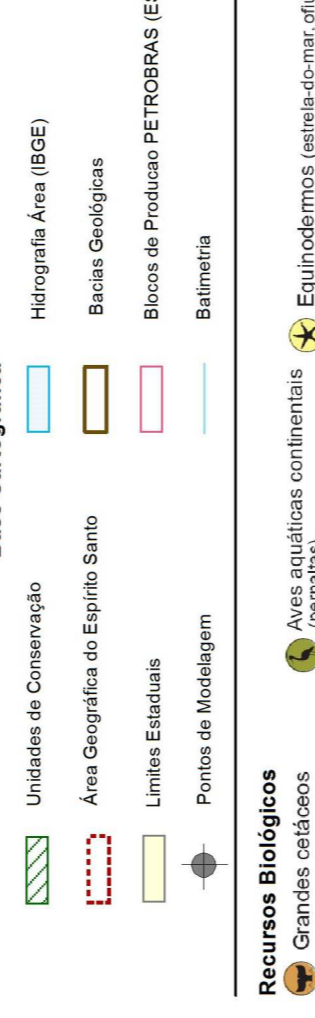 Unidades de Conservação
Hidrografia Área (IBGE)
Área Geográfica do Espírito Santo
Bacias Geológicas
Limites Estaduais
Blocos de Producao PETROBRAS
Pontos de Modelagem
Batimetria
Recursos Biológicos
Grandes cetáceos
Aves aquáticas continentais
Equinodermos (estrela-do-mar,